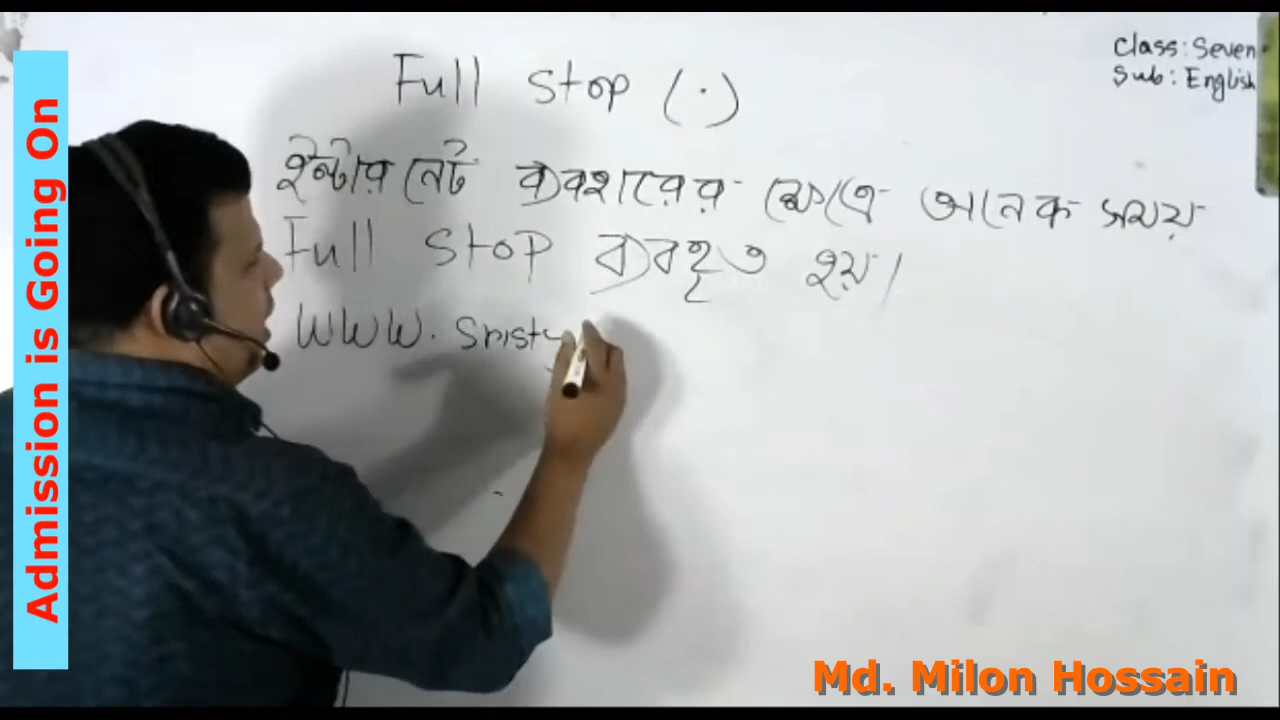 Admission is Going On
Class: Seven
Sub: English
Full Stop (.)
ইন্টারনেট ব্যবহারের ক্ষেত্রে অনেক সময়
Full Stop ব্যবহৃত হয়।
WWW. Sristy
Md. Milon Hossain